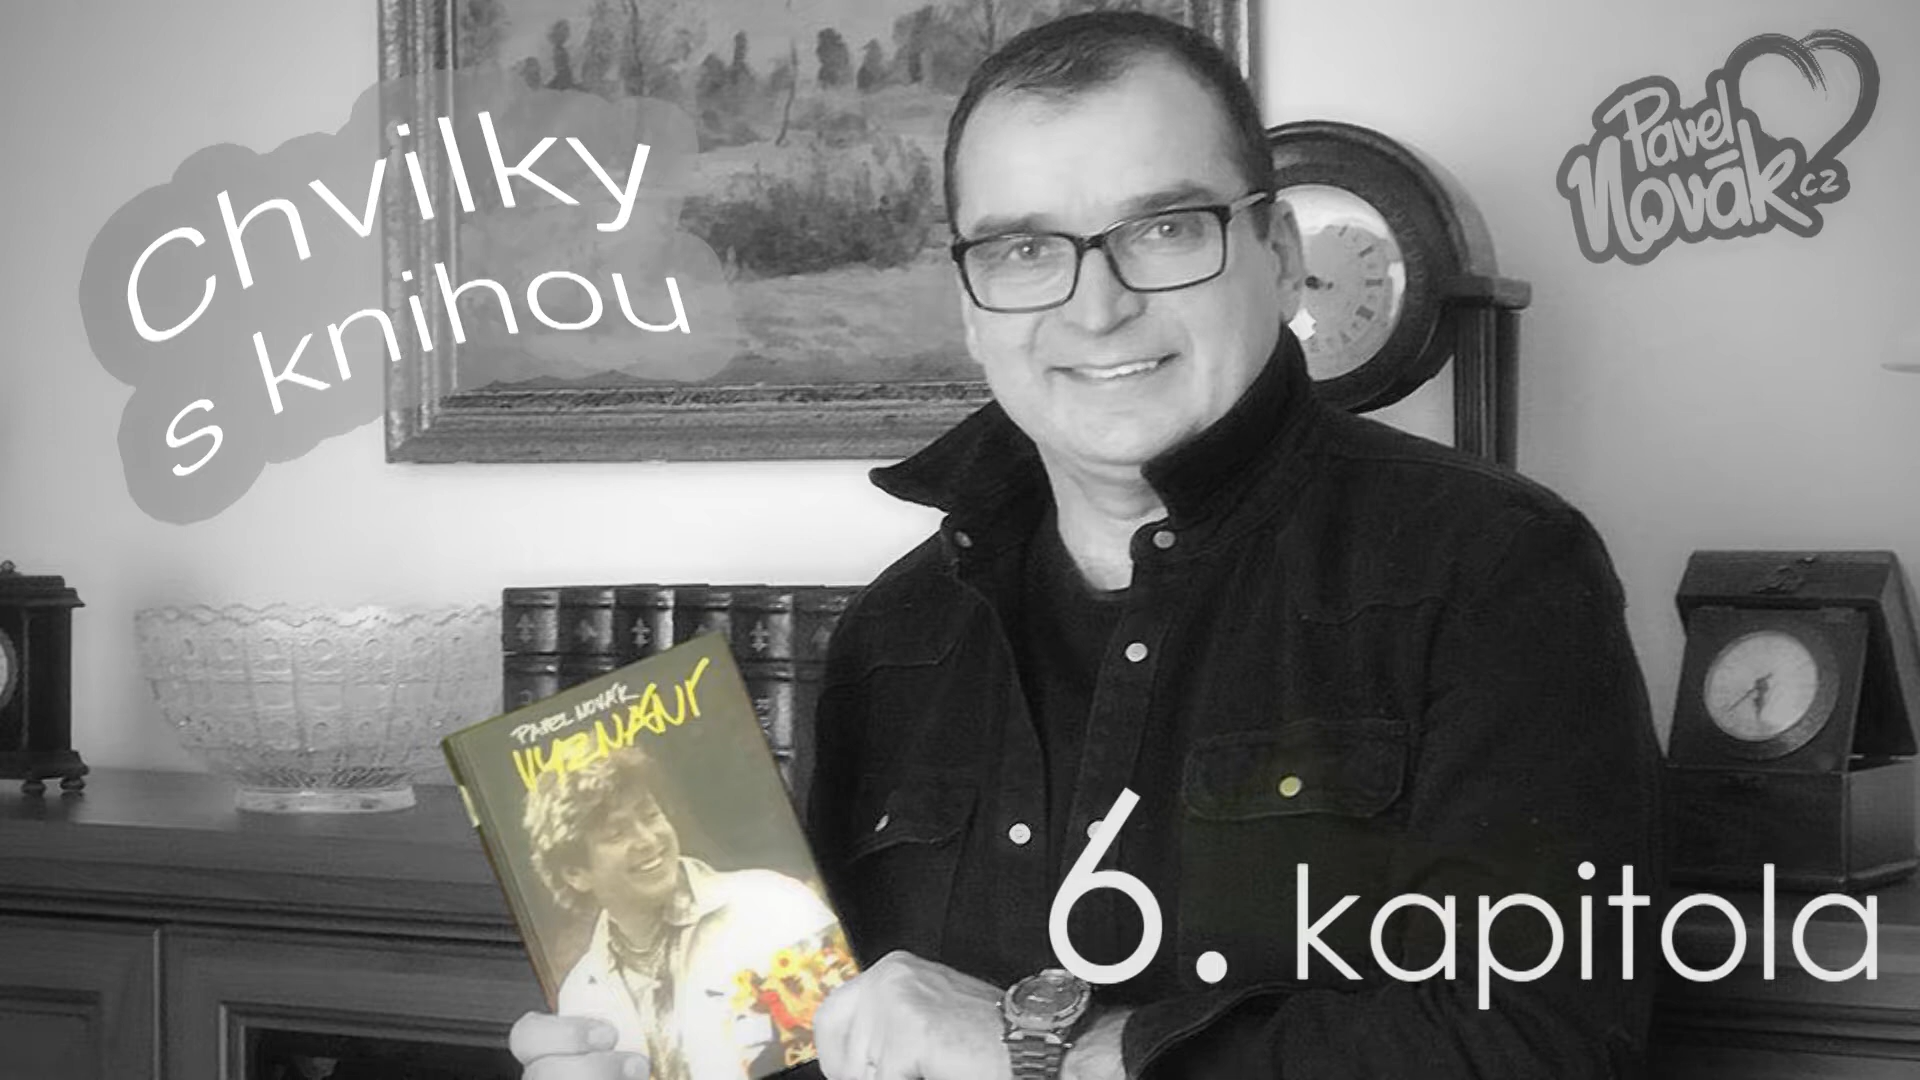 Chvilky
s knihou
Pavel
Novák.cz
PAVEL NOVÁK
VYZNÁNÍ
6. kapitola